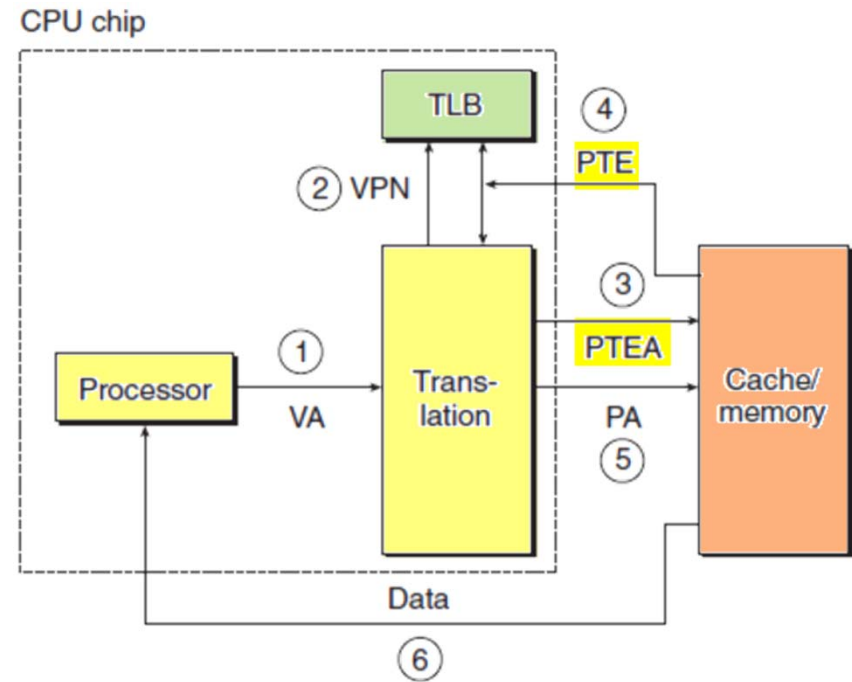 CPU chip
TLB
4
PTE
2 VPN
3
PTEA
1
Processor
VA
Trans-
lation
PA
5
Cache/
memory
Data
6